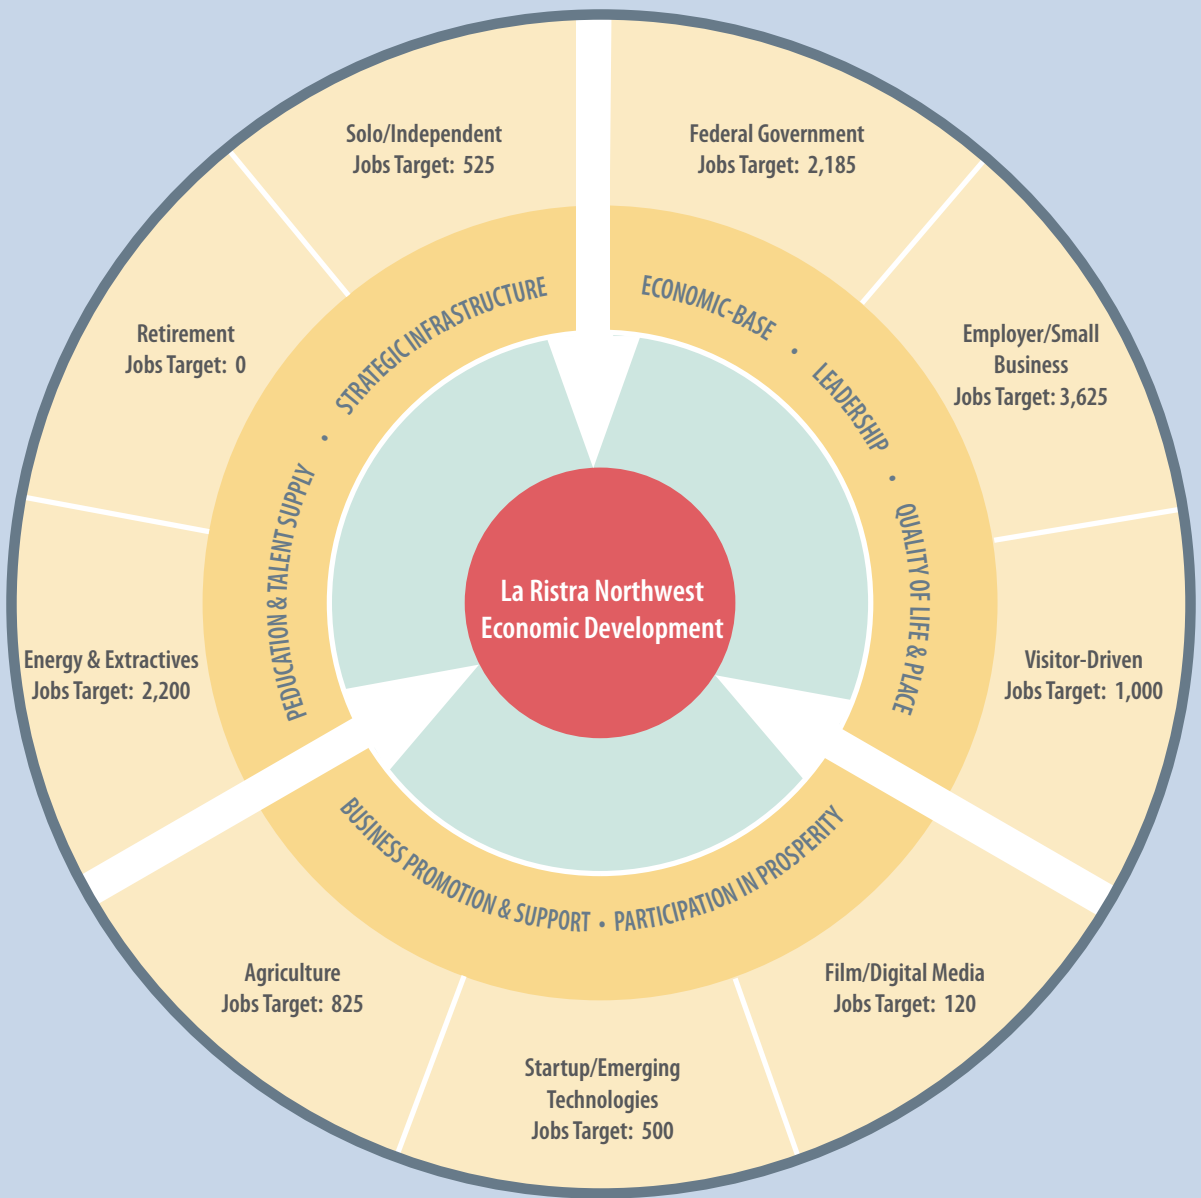 Solo/Independent
Jobs Target: 525
Federal Government
Jobs Target: 2,185
Retirement
Jobs Target: 0
Employer/Small
Business
Jobs Target: 3,625
Energy & Extractives
Jobs Target: 2,200
Visitor-Driven
Jobs Target: 1,000
Agriculture
Jobs Target: 825
Startup/Emerging
Technologies
Jobs Target: 500
Film/Digital Media
Jobs Target: 120
PEDUCATION & TALENT SUPPLY • STRATEGIC INFRASTRUCTURE
ECONOMIC-BASE • LEADERSHIP • QUALITY OF LIFE & PLACE
BUSINESS PROMOTION & SUPPORT • PARTICIPATION IN PROSPERITY
La Ristra Northwest
Economic Development